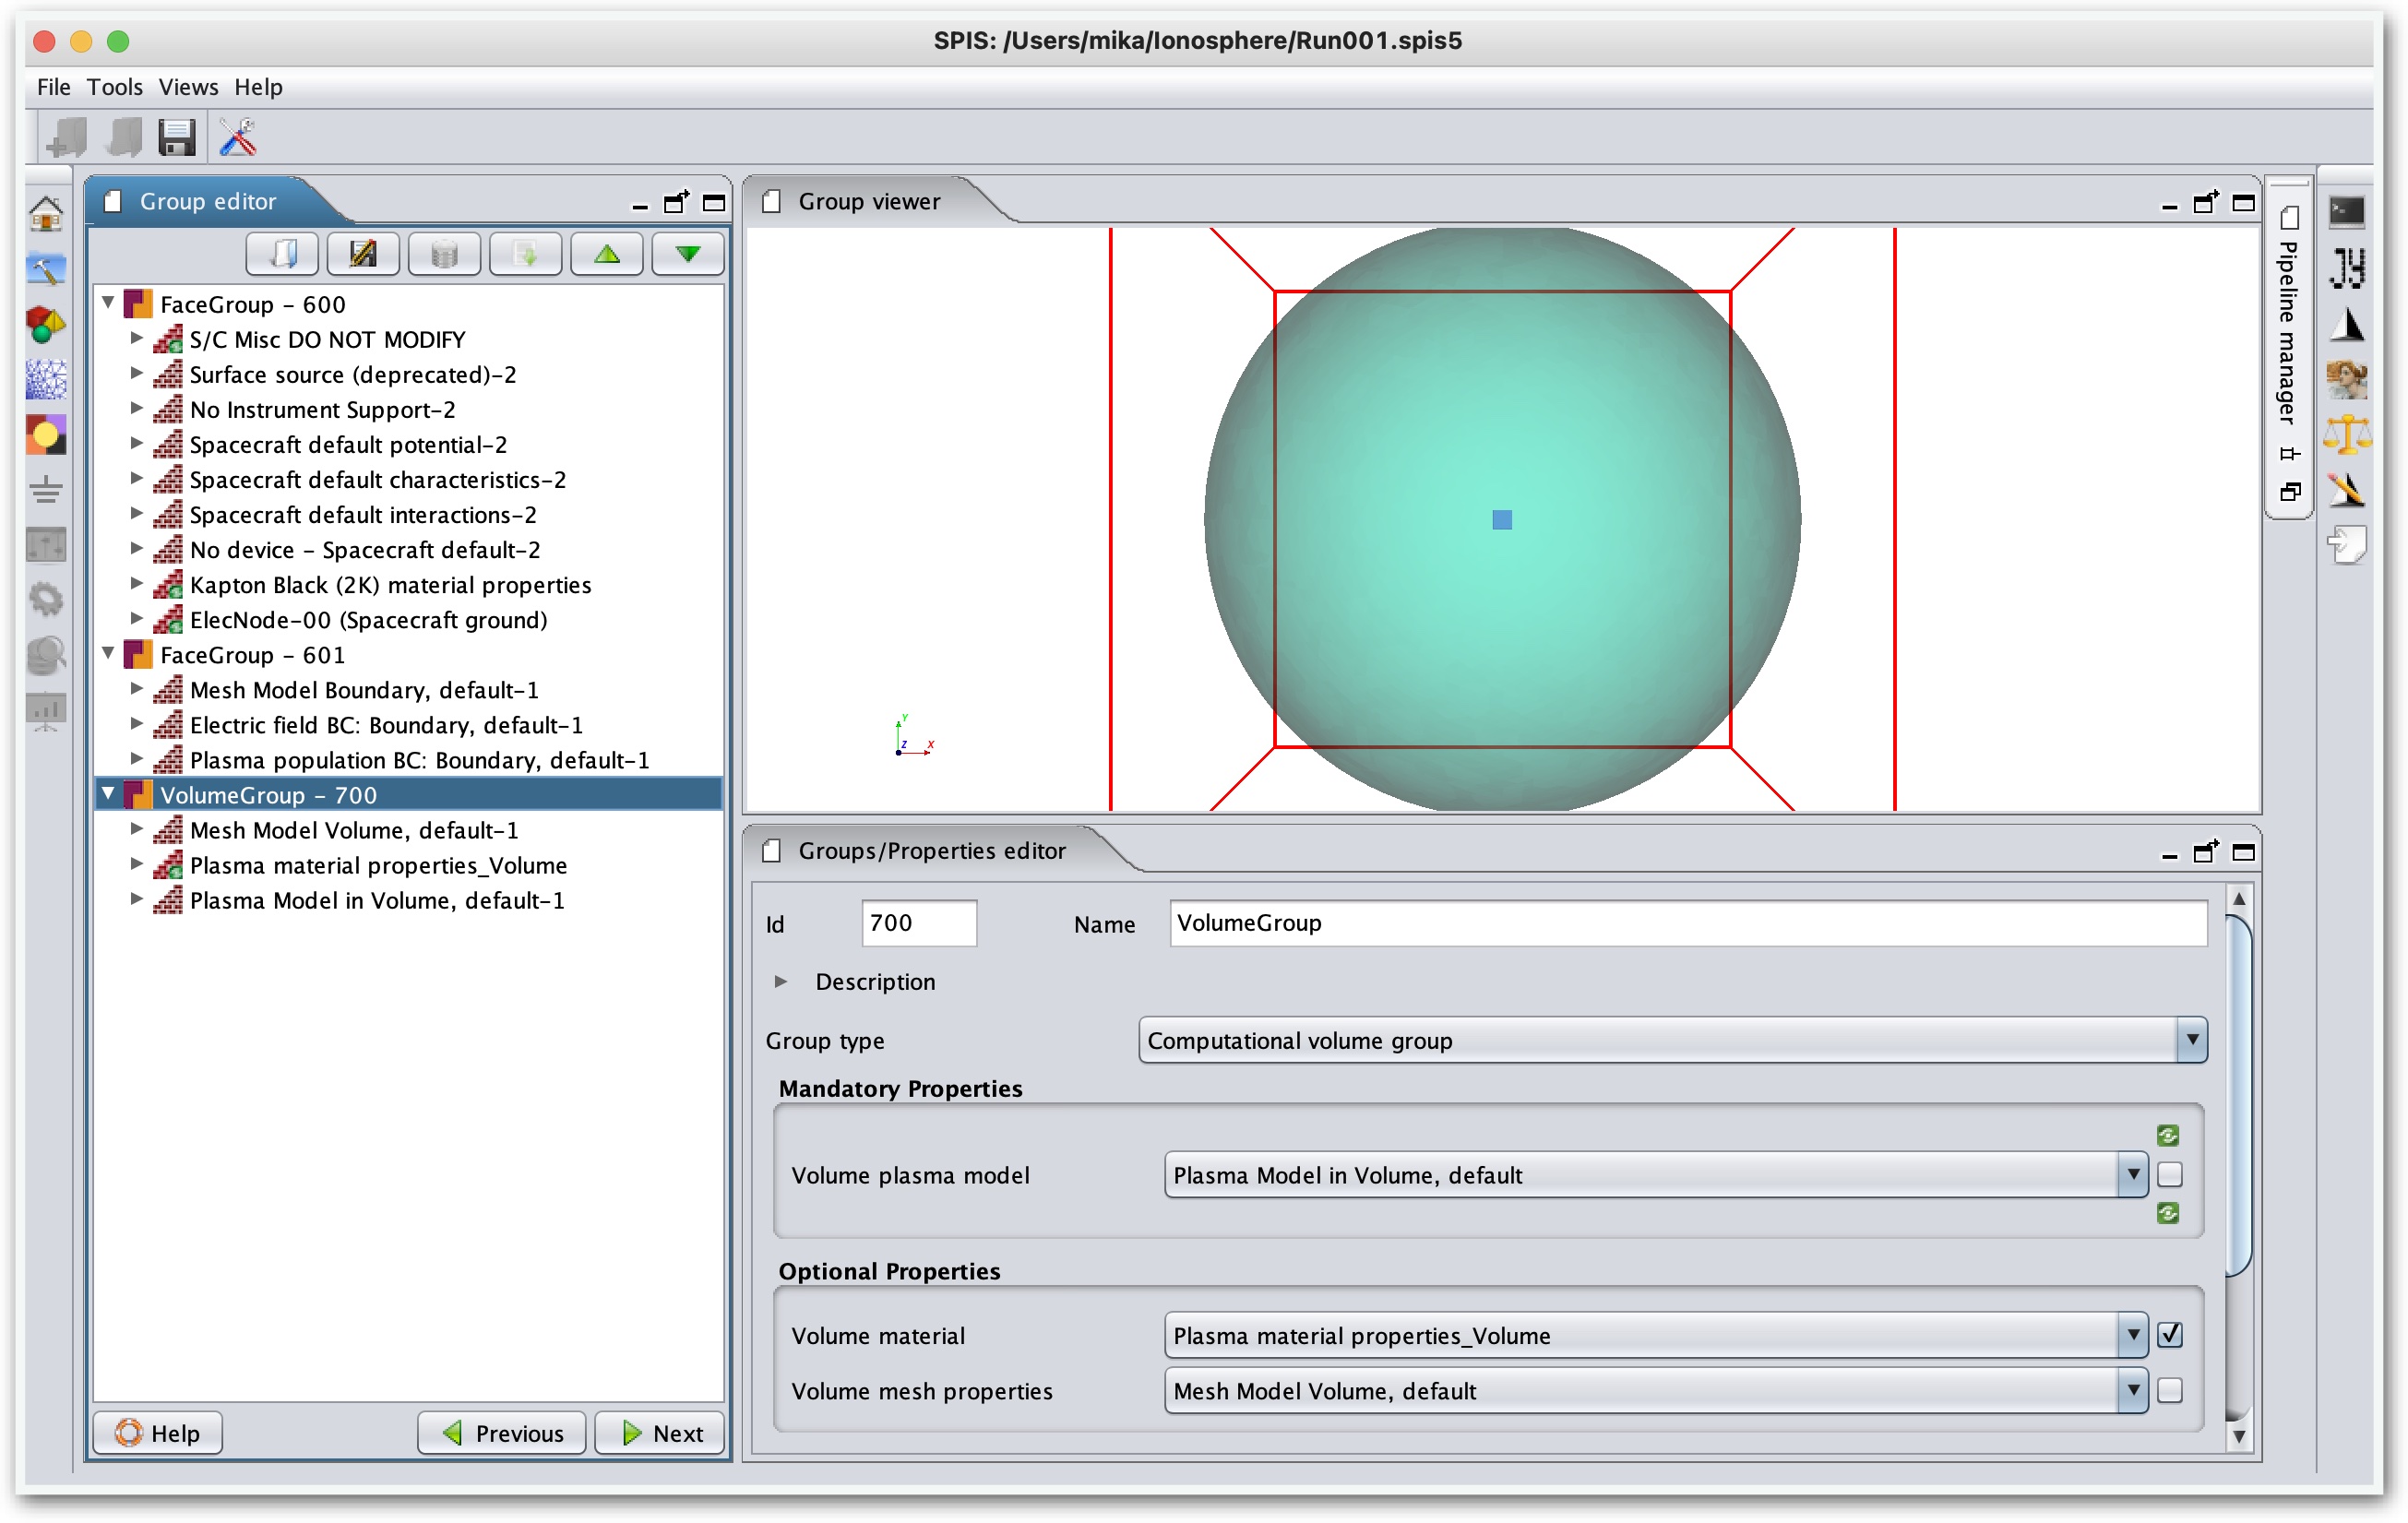 SPIS: /Users/mika/Ionosphere/Run001.spis5
File Tools Views Help
Group editor
FaceGroup - 600
S/C Misc DO NOT MODIFY
Surface source (deprecated)-2
No Instrument Support-2
Spacecraft default potential-2
Spacecraft default characteristics-2
Spacecraft default interactions-2
No device - Spacecraft default-2
Kapton Black (2K) material properties
ElecNode-00 (Spacecraft ground)
FaceGroup - 601
Mesh Model Boundary, default-1
Electric field BC: Boundary, default-1
Plasma population BC: Boundary, default-1
VolumeGroup - 700
Mesh Model Volume, default-1
Plasma material properties_Volume
Plasma Model in Volume, default-1
Help Previous Next
Group viewer
Y
Z X
Groups/Properties editor
Id 700 Name VolumeGroup
Description
Group type Computational volume group
Mandatory Properties
Volume plasma model Plasma Model in Volume, default
Optional Properties
Volume material Plasma material properties_Volume
Volume mesh properties Mesh Model Volume, default
Pipeline manager
JY